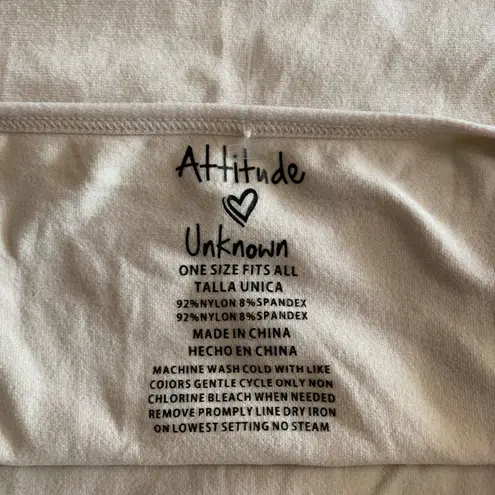 Attitude
Unknown
ONE SIZE FITS ALL
TALLA UNICA
92%NYLON 8%SPANDEX
92%NYLON 8%SPANDEX
MADE IN CHINA
HECHO EN CHINA
MACHINE WASH COLD WITH LIKE
COIORS GENTLE CYCLE ONLY NON
CHLORINE BLEACH WHEN NEEDED
REMOVE PROMPLY LINE DRY IRON
ON LOWEST SETTING NO STEAM